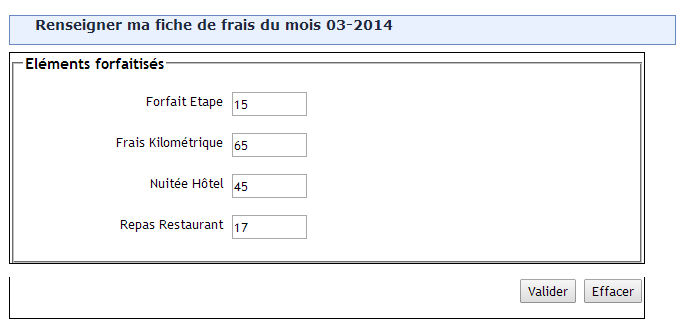 Renseigner ma fiche de frais du mois 03-2014
Eléments forfaitisés
Forfait Etape 15
Frais Kilométrique 65
Nuitée Hôtel 45
Repas Restaurant 17
Valider Effacer